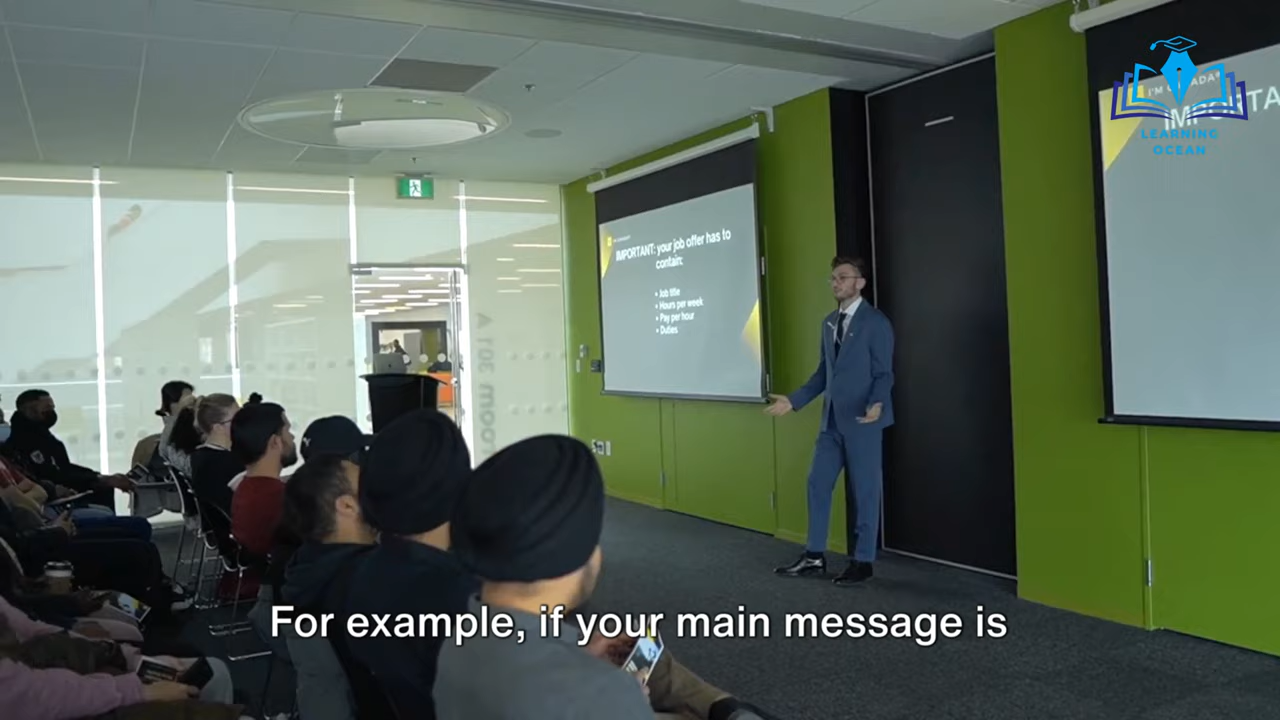 LEARNING
OCEAN
IMPORTANT: your job offer has to
contain:
• Job title
• Hours per week
• Pay per hour
• Duties
For example, if your main message is